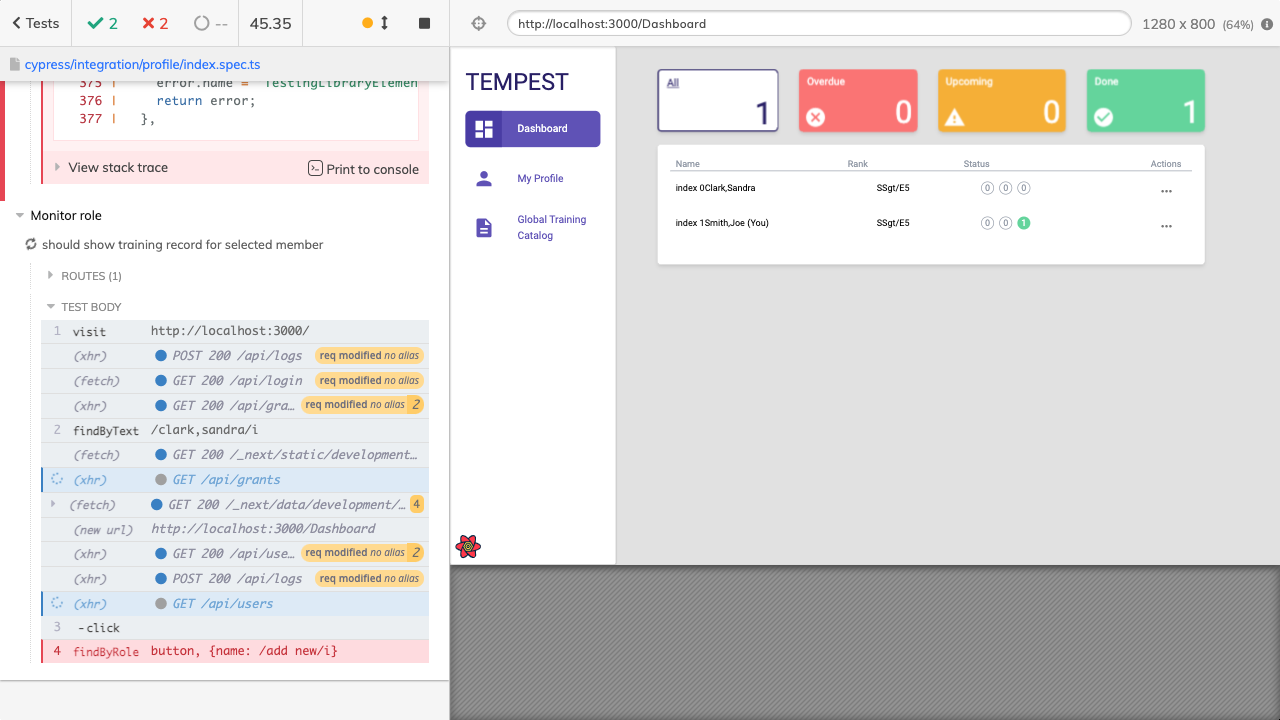 Tests 2 2 -- 45.35
http://localhost:3000/Dashboard
1280 x 800 (64%)
cypress/integration/profile/index.spec.ts
375 | error.name = 'TestingLibraryElemen
376 | return error;
377 | },
View stack trace
Print to console
Monitor role
should show training record for selected member
ROUTES (1)
TEST BODY
1 visit http://localhost:3000/
(xhr) POST 200 /api/logs req modified no alias
(fetch) GET 200 /api/login req modified no alias
(xhr) GET 200 /api/gra... req modified no alias 2
2 findByText /clark,sandra/i
(fetch) GET 200 /_next/static/development...
(xhr) GET /api/grants
(fetch) GET 200 /_next/data/development/... 4
(new url) http://localhost:3000/Dashboard
(xhr) GET 200 /api/use... req modified no alias 2
(xhr) POST 200 /api/logs req modified no alias
(xhr) GET /api/users
3 -click
4 findByRole button, {name: /add new/i}
TEMPEST
Dashboard
My Profile
Global Training
Catalog
All
1
Overdue
0
Upcoming
0
Done
1
Name Rank Status Actions
index 0Clark,Sandra SSgt/E5 0 0 0 ...
index 1Smith,Joe (You) SSgt/E5 0 0 1 ...